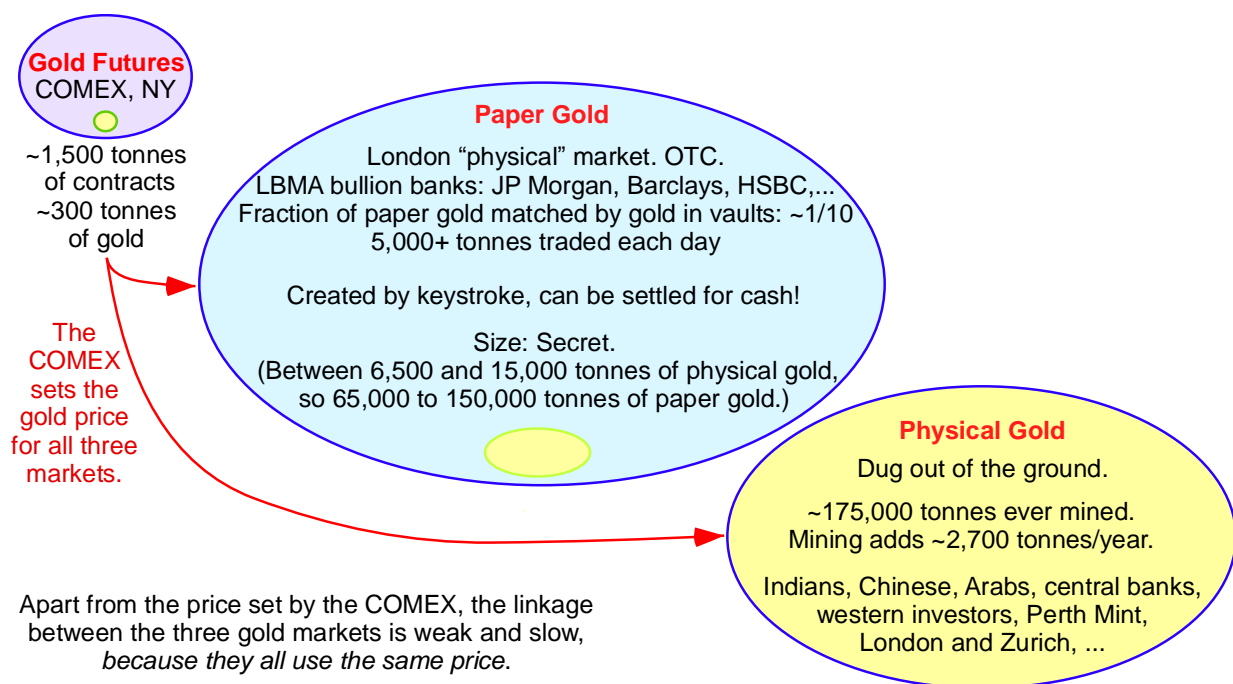 Gold Futures
COMEX, NY
~1,500 tonnes
of contracts
~300 tonnes
of gold
The
COMEX
sets the
gold price
for all three
markets.
Paper Gold
London “physical” market. OTC.
LBMA bullion banks: JP Morgan, Barclays, HSBC,...
Fraction of paper gold matched by gold in vaults: ~1/10
5,000+ tonnes traded each day
Created by keystroke, can be settled for cash!
Size: Secret.
(Between 6,500 and 15,000 tonnes of physical gold,
so 65,000 to 150,000 tonnes of paper gold.)
Physical Gold
Dug out of the ground.
~175,000 tonnes ever mined.
Mining adds ~2,700 tonnes/year.
Indians, Chinese, Arabs, central banks,
western investors, Perth Mint,
London and Zurich, ...
Apart from the price set by the COMEX, the linkage
between the three gold markets is weak and slow,
because they all use the same price.